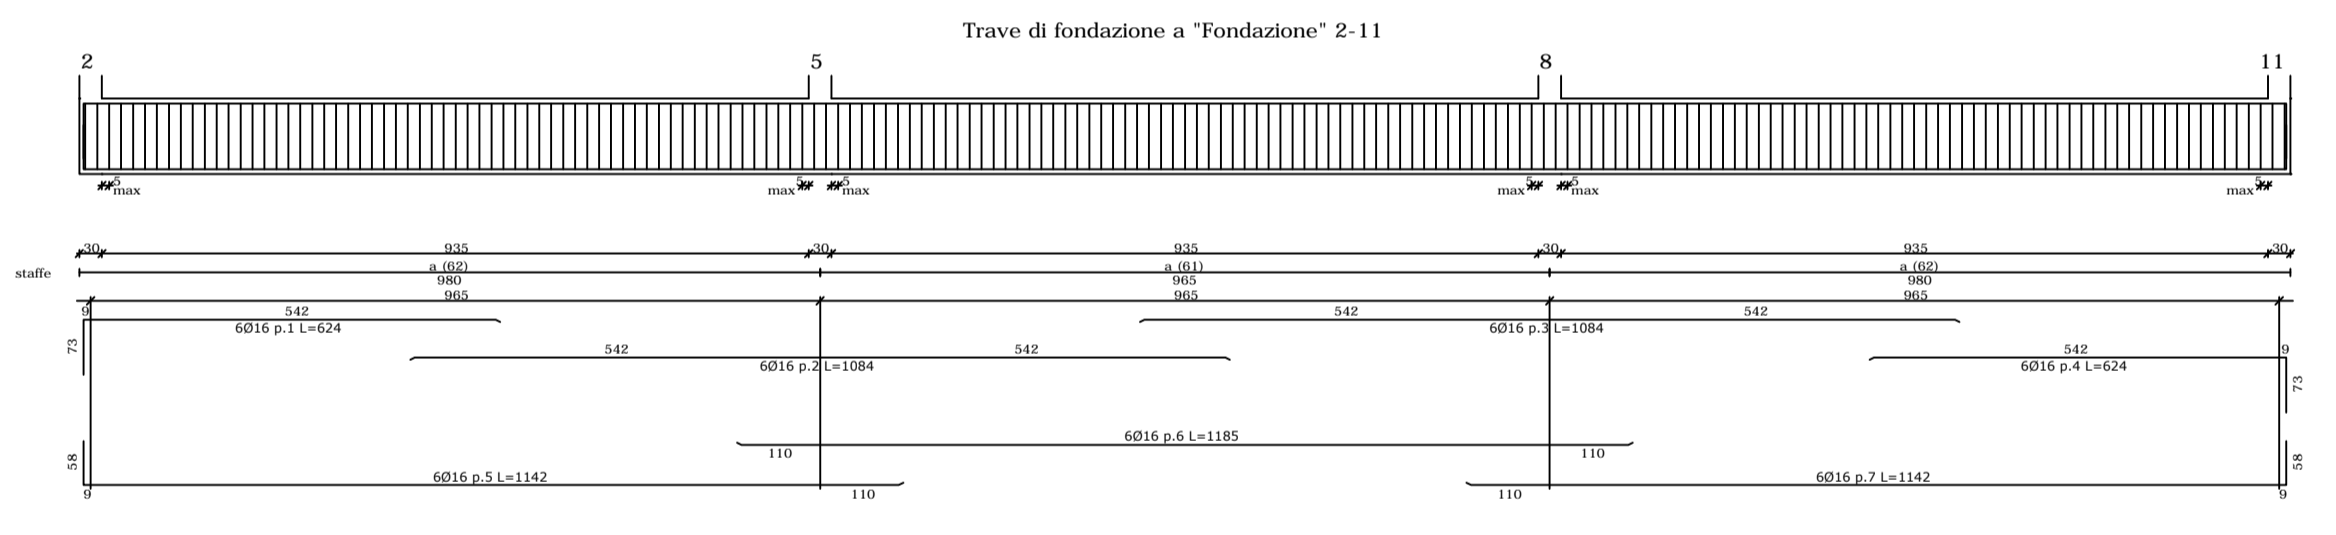 Trave di fondazione a "Fondazione" 2-11
2 5 8 11
5 max max 5 5 max max 5 5 max max 5
30 935 30 935 30 935 30
staffe a (62) a (61) a (62)
980 965 980
965 965 965
9 542 542 542
6Ø16 p.1 L=624 6Ø16 p.3 L=1084
73 542 542 542 9
6Ø16 p.2 L=1084 6Ø16 p.4 L=624
73
6Ø16 p.6 L=1185
110 110
58 6Ø16 p.5 L=1142 6Ø16 p.7 L=1142 58
9 110 110 9